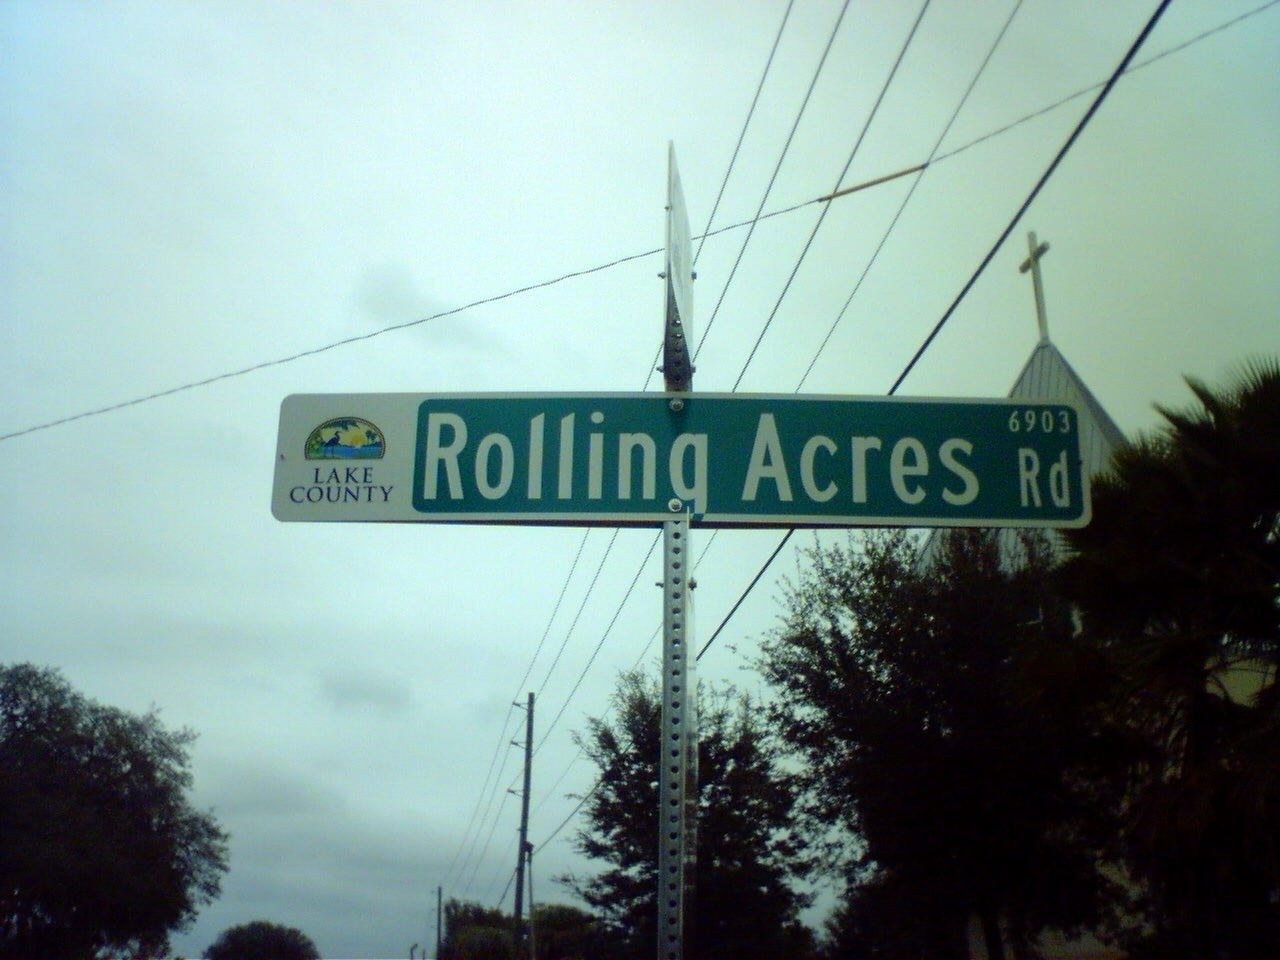 LAKE
COUNTY
Rolling Acres Rd
6903